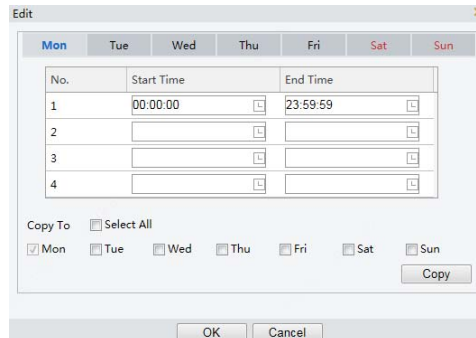 Edit
Mon Tue Wed Thu Fri Sat Sun
No. Start Time End Time
1 00:00:00 23:59:59
2
3
4
Copy To Select All
Mon Tue Wed Thu Fri Sat Sun
Copy
OK Cancel